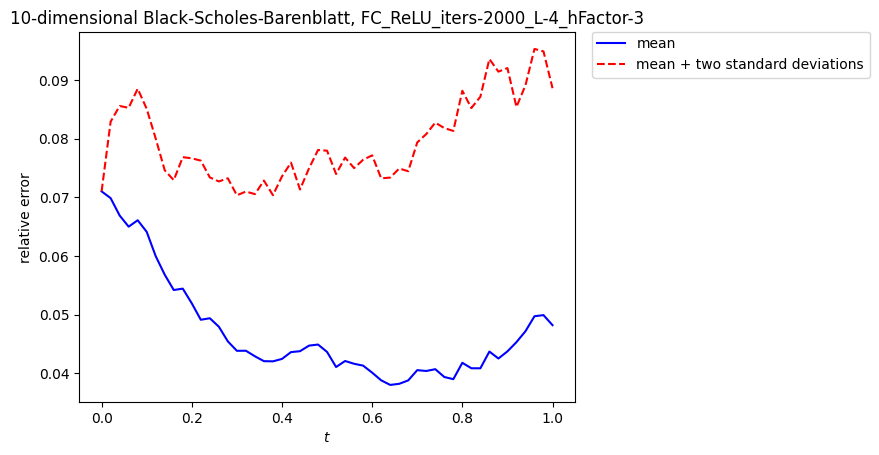 10-dimensional Black-Scholes-Barenblatt, FC_ReLU_iters-2000_L-4_hFactor-3
mean
mean + two standard deviations
relative error
0.09
0.08
0.07
0.06
0.05
0.04
0.0 0.2 0.4 0.6 0.8 1.0
t